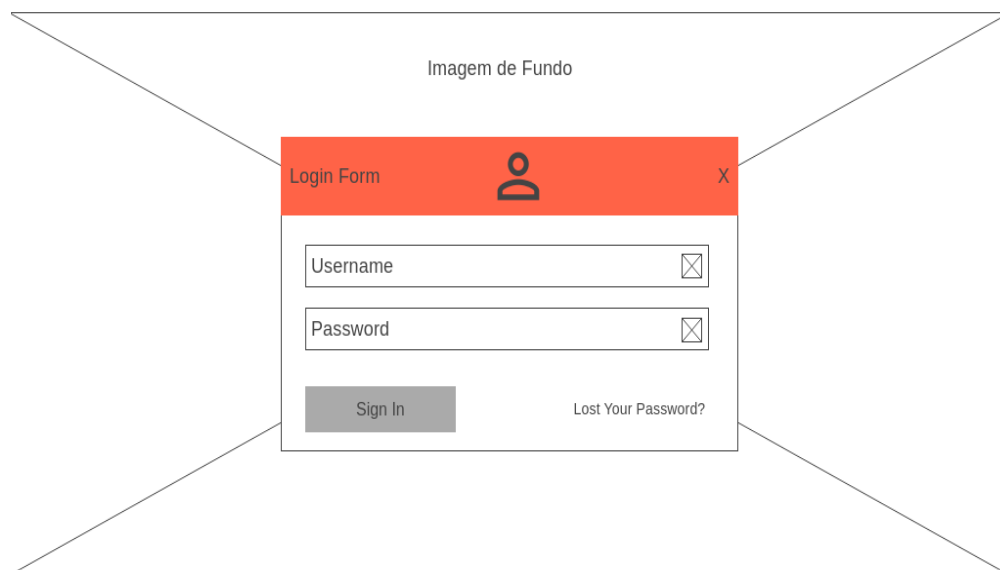 Imagem de Fundo
Login Form
X
Username
Password
Sign In
Lost Your Password?